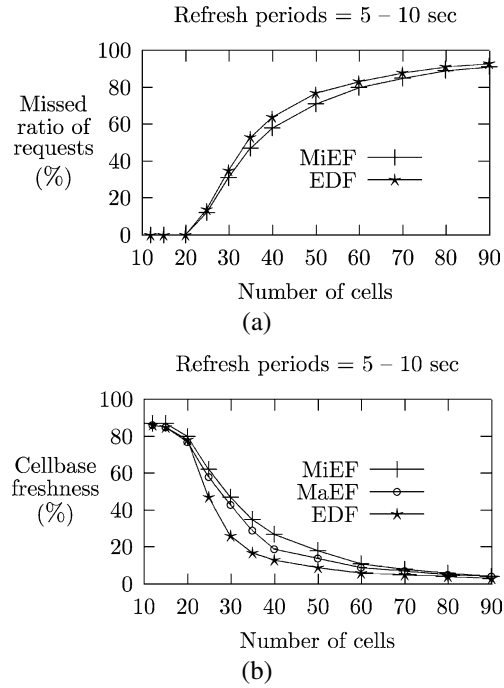 Refresh periods = 5 – 10 sec
100
80
60
40
20
0
Missed
ratio of
requests
(%)
MiEF
EDF
10 20 30 40 50 60 70 80 90
Number of cells
(a)
Refresh periods = 5 – 10 sec
100
80
60
40
20
0
Cellbase
freshness
(%)
MiEF
MaEF
EDF
10 20 30 40 50 60 70 80 90
Number of cells
(b)